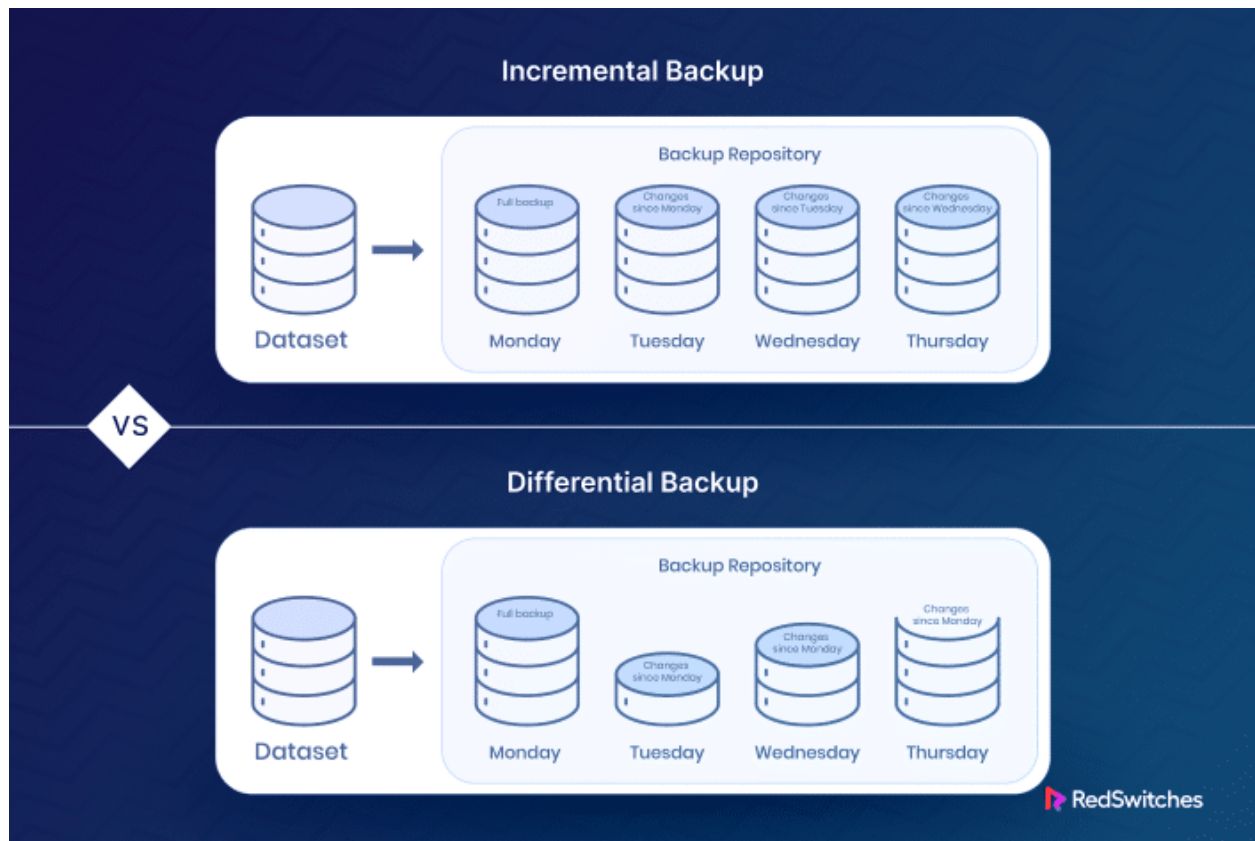 Incremental Backup
Backup Repository
Full backup
Changes
since Monday
Changes
since Tuesday
Changes
since Wednesday
Dataset
Monday
Tuesday
Wednesday
Thursday
VS
Differential Backup
Backup Repository
Full backup
Changes
since Monday
Changes
since Monday
Changes
since Monday
Dataset
Monday
Tuesday
Wednesday
Thursday
RedSwitches